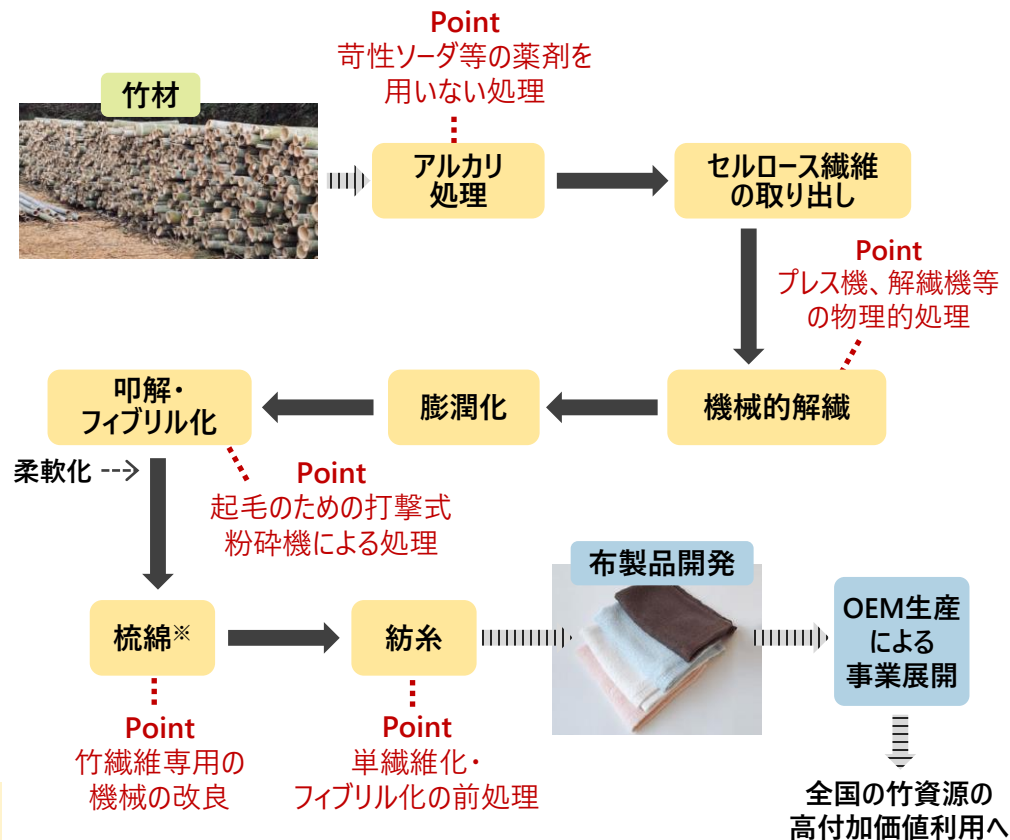 竹材
Point
苛性ソーダ等の薬剤を
用いない処理
アルカリ
処理
セルロース繊維
の取り出し
Point
プレス機、解繊機等
の物理的処理
機械的解繊
膨潤化
叩解・
フィブリル化
柔軟化
Point
起毛のための打撃式
粉砕機による処理
梳綿※
Point
竹繊維専用の
機械の改良
紡糸
Point
単繊維化・
フィブリル化の前処理
布製品開発
OEM生産
による
事業展開
全国の竹資源の
高付加価値利用へ